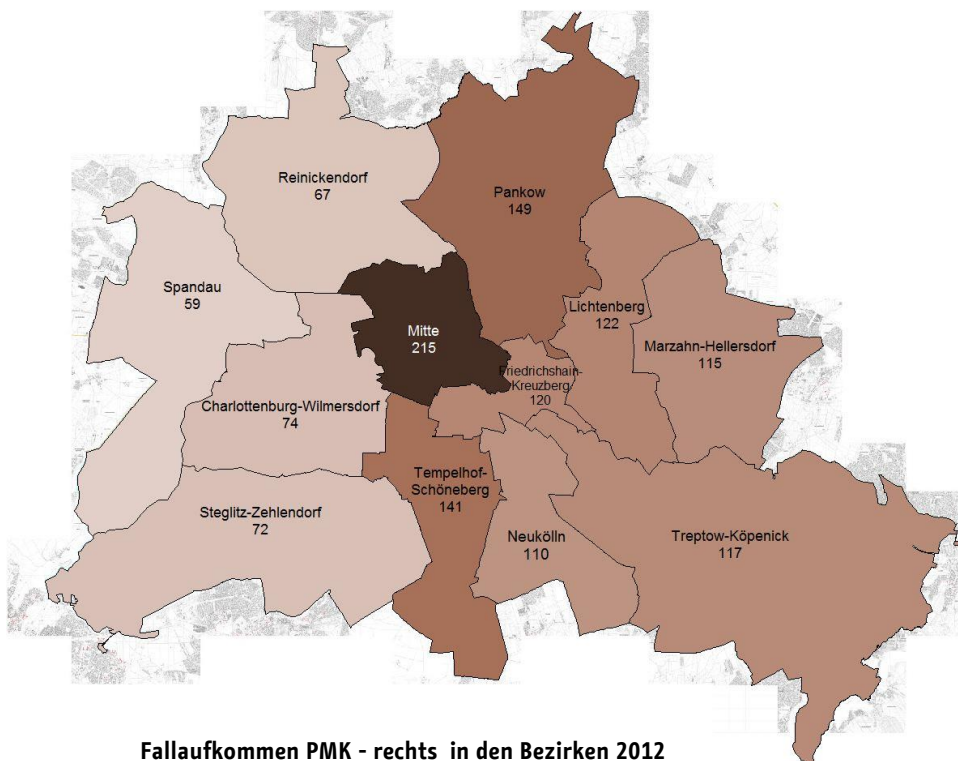 Reinickendorf
67
Pankow
149
Spandau
59
Mitte
215
Lichtenberg
122
Marzahn-Hellersdorf
115
Friedrichshain-
Kreuzberg
120
Charlottenburg-Wilmersdorf
74
Tempelhof-
Schöneberg
141
Steglitz-Zehlendorf
72
Neukölln
110
Treptow-Köpenick
117
Fallaufkommen PMK - rechts in den Bezirken 2012